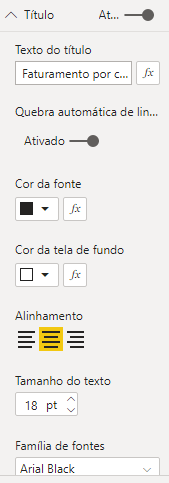 Título At...
Texto do título
Faturamento por c... fx
Quebra automática de lin...
Ativado
Cor da fonte
fx
Cor da tela de fundo
fx
Alinhamento
Tamanho do texto
18 pt
Família de fontes
Arial Black